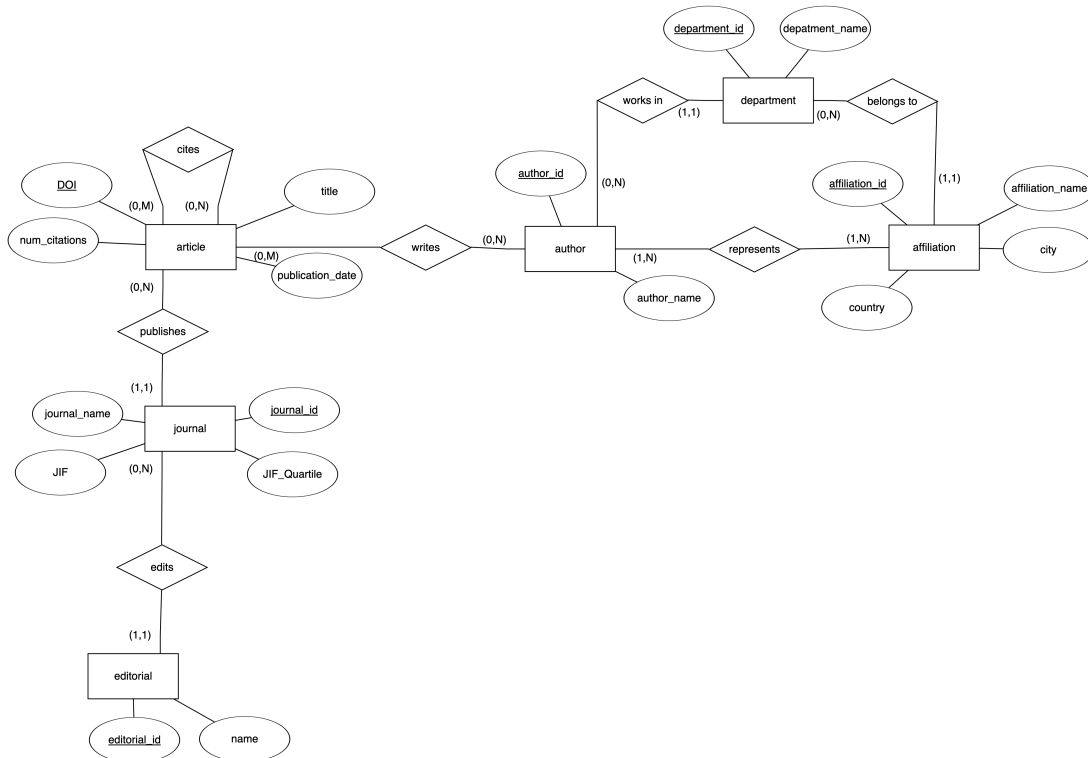 department_id
depatment_name
works in
department
belongs to
(1,1)
(0,N)
cites
DOI
title
author_id
affiliation_id
affiliation_name
(0,M)
(0,N)
(0,N)
(1,1)
num_citations
article
(0,M)
writes
(0,N)
author
(1,N)
represents
(1,N)
affiliation
city
publication_date
(0,N)
author_name
country
publishes
(1,1)
journal_name
journal_id
journal
JIF
(0,N)
JIF_Quartile
edits
(1,1)
editorial
editorial_id
name